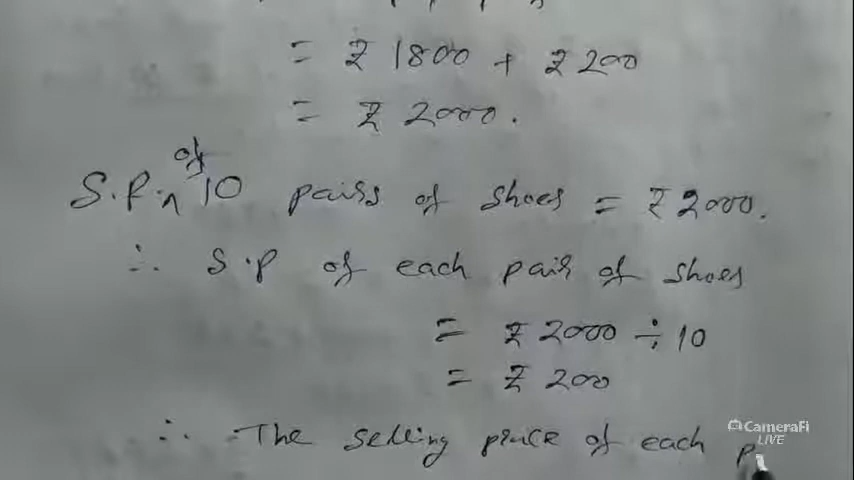 = ₹ 1800 + ₹ 200
= ₹ 2000.
S.P. of 10 pairs of shoes = ₹ 2000.
∴ S.P of each pair of shoes
= ₹ 2000 ÷ 10
= ₹ 200
∴ The selling price of each p
CameraFi
LIVE